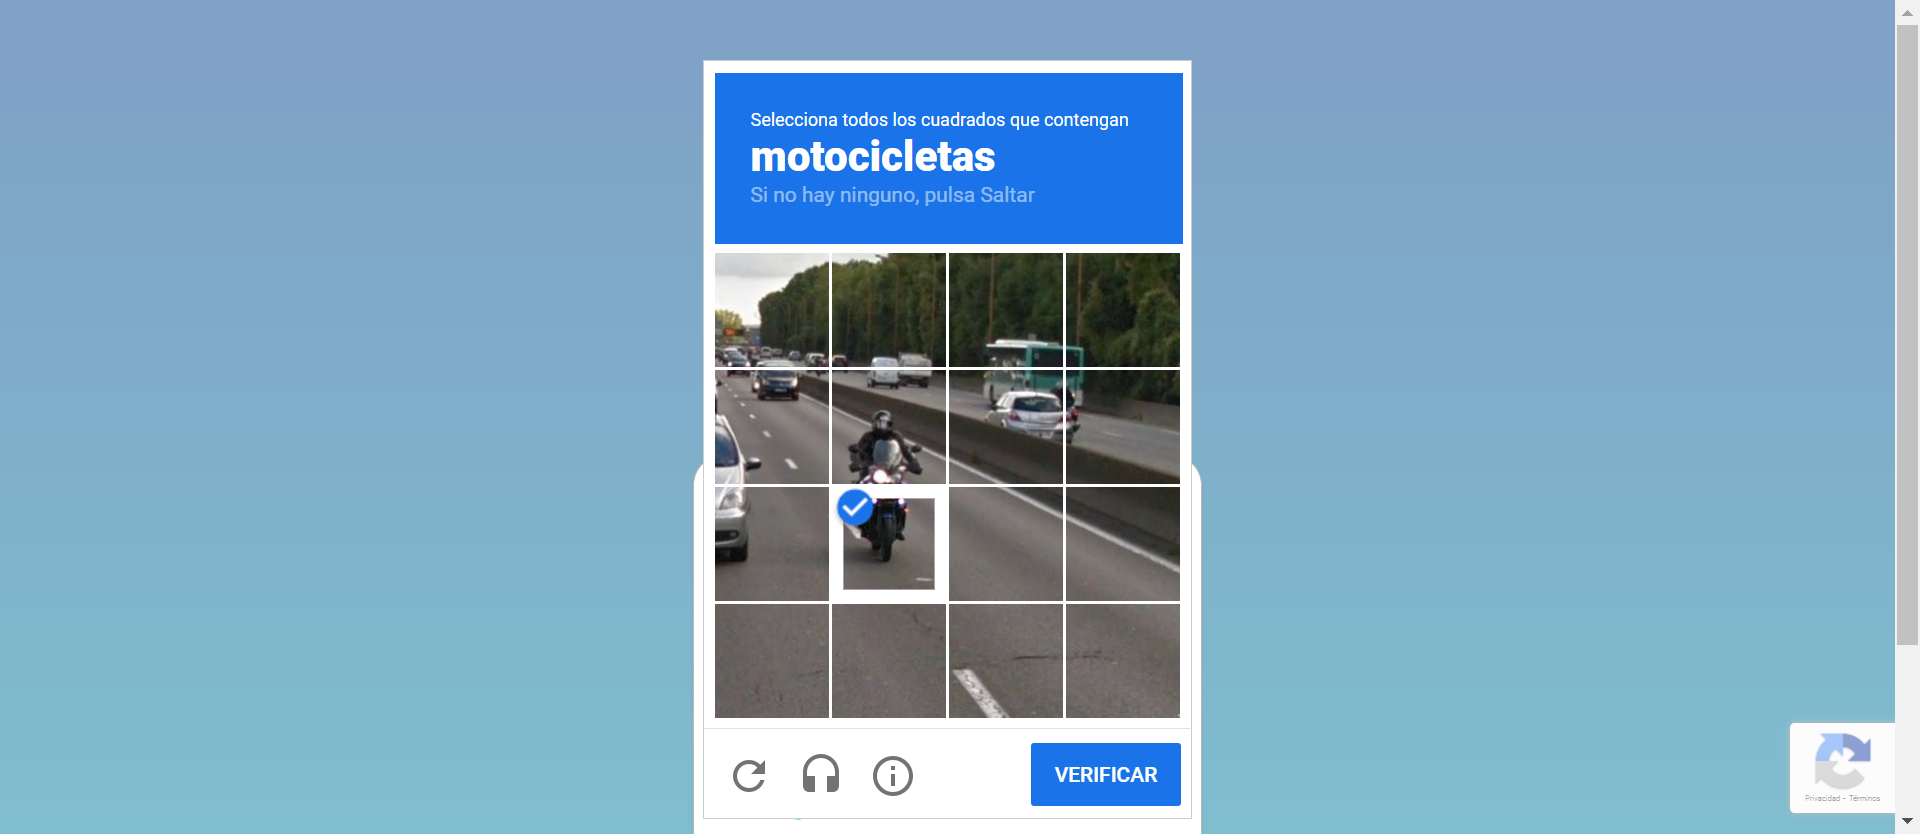 Selecciona todos los cuadrados que contengan
motocicletas
Si no hay ninguno, pulsa Saltar
VERIFICAR
Privacidad - Términos